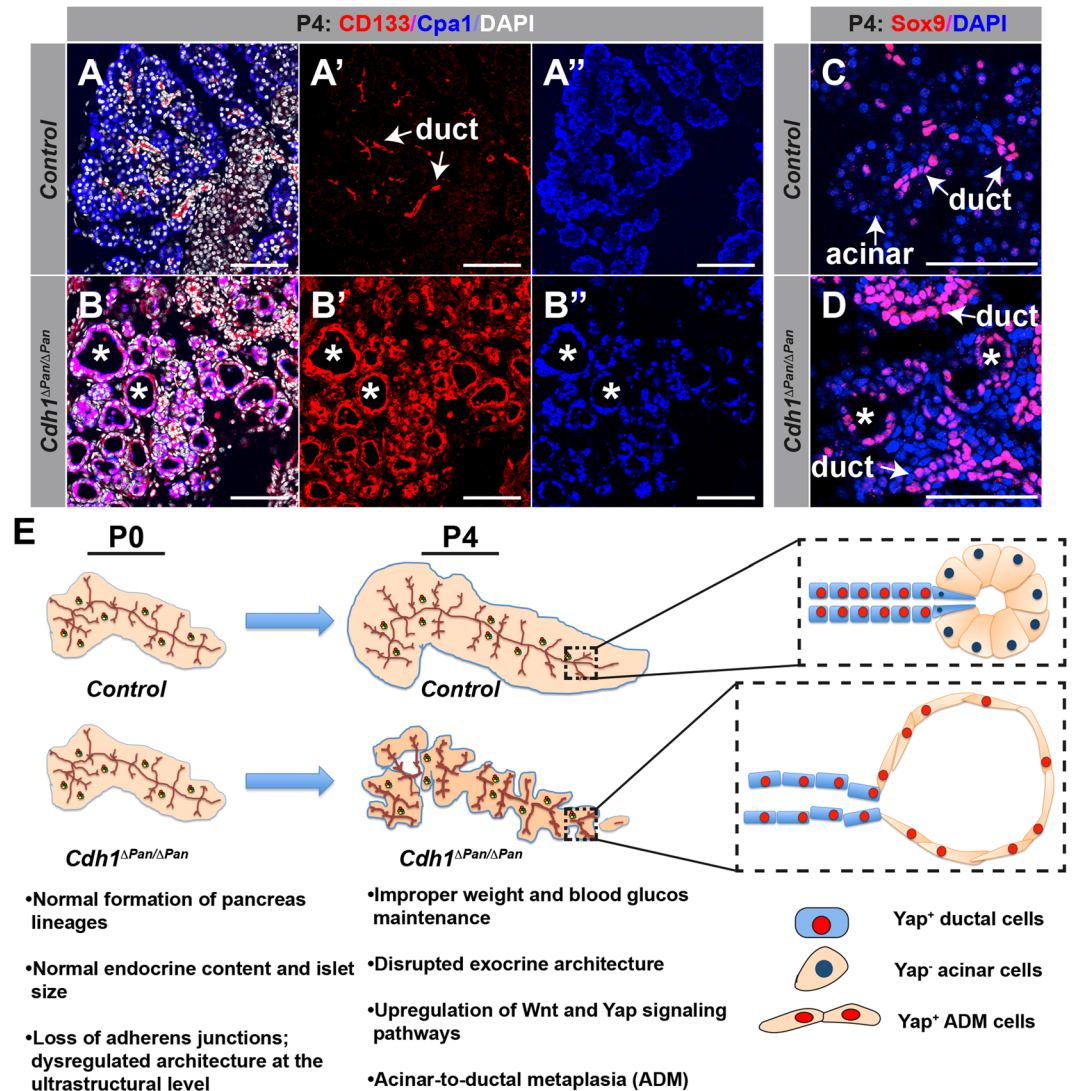 P4: CD133/Cpa1/DAPI
P4: Sox9/DAPI
Control
A
A’
duct
A’’
Control
C
duct
acinar
Cdh1ΔPan/ΔPan
B
*
*
B’
*
*
B’’
*
*
Cdh1ΔPan/ΔPan
D
duct
*
*
duct
E
P0
P4
Control
Control
Cdh1ΔPan/ΔPan
Cdh1ΔPan/ΔPan
•Normal formation of pancreas
lineages
•Normal endocrine content and islet
size
•Loss of adherens junctions;
dysregulated architecture at the
ultrastructural level
•Improper weight and blood glucos
maintenance
•Disrupted exocrine architecture
•Upregulation of Wnt and Yap signaling
pathways
•Acinar-to-ductal metaplasia (ADM)
Yap+ ductal cells
Yap- acinar cells
Yap+ ADM cells